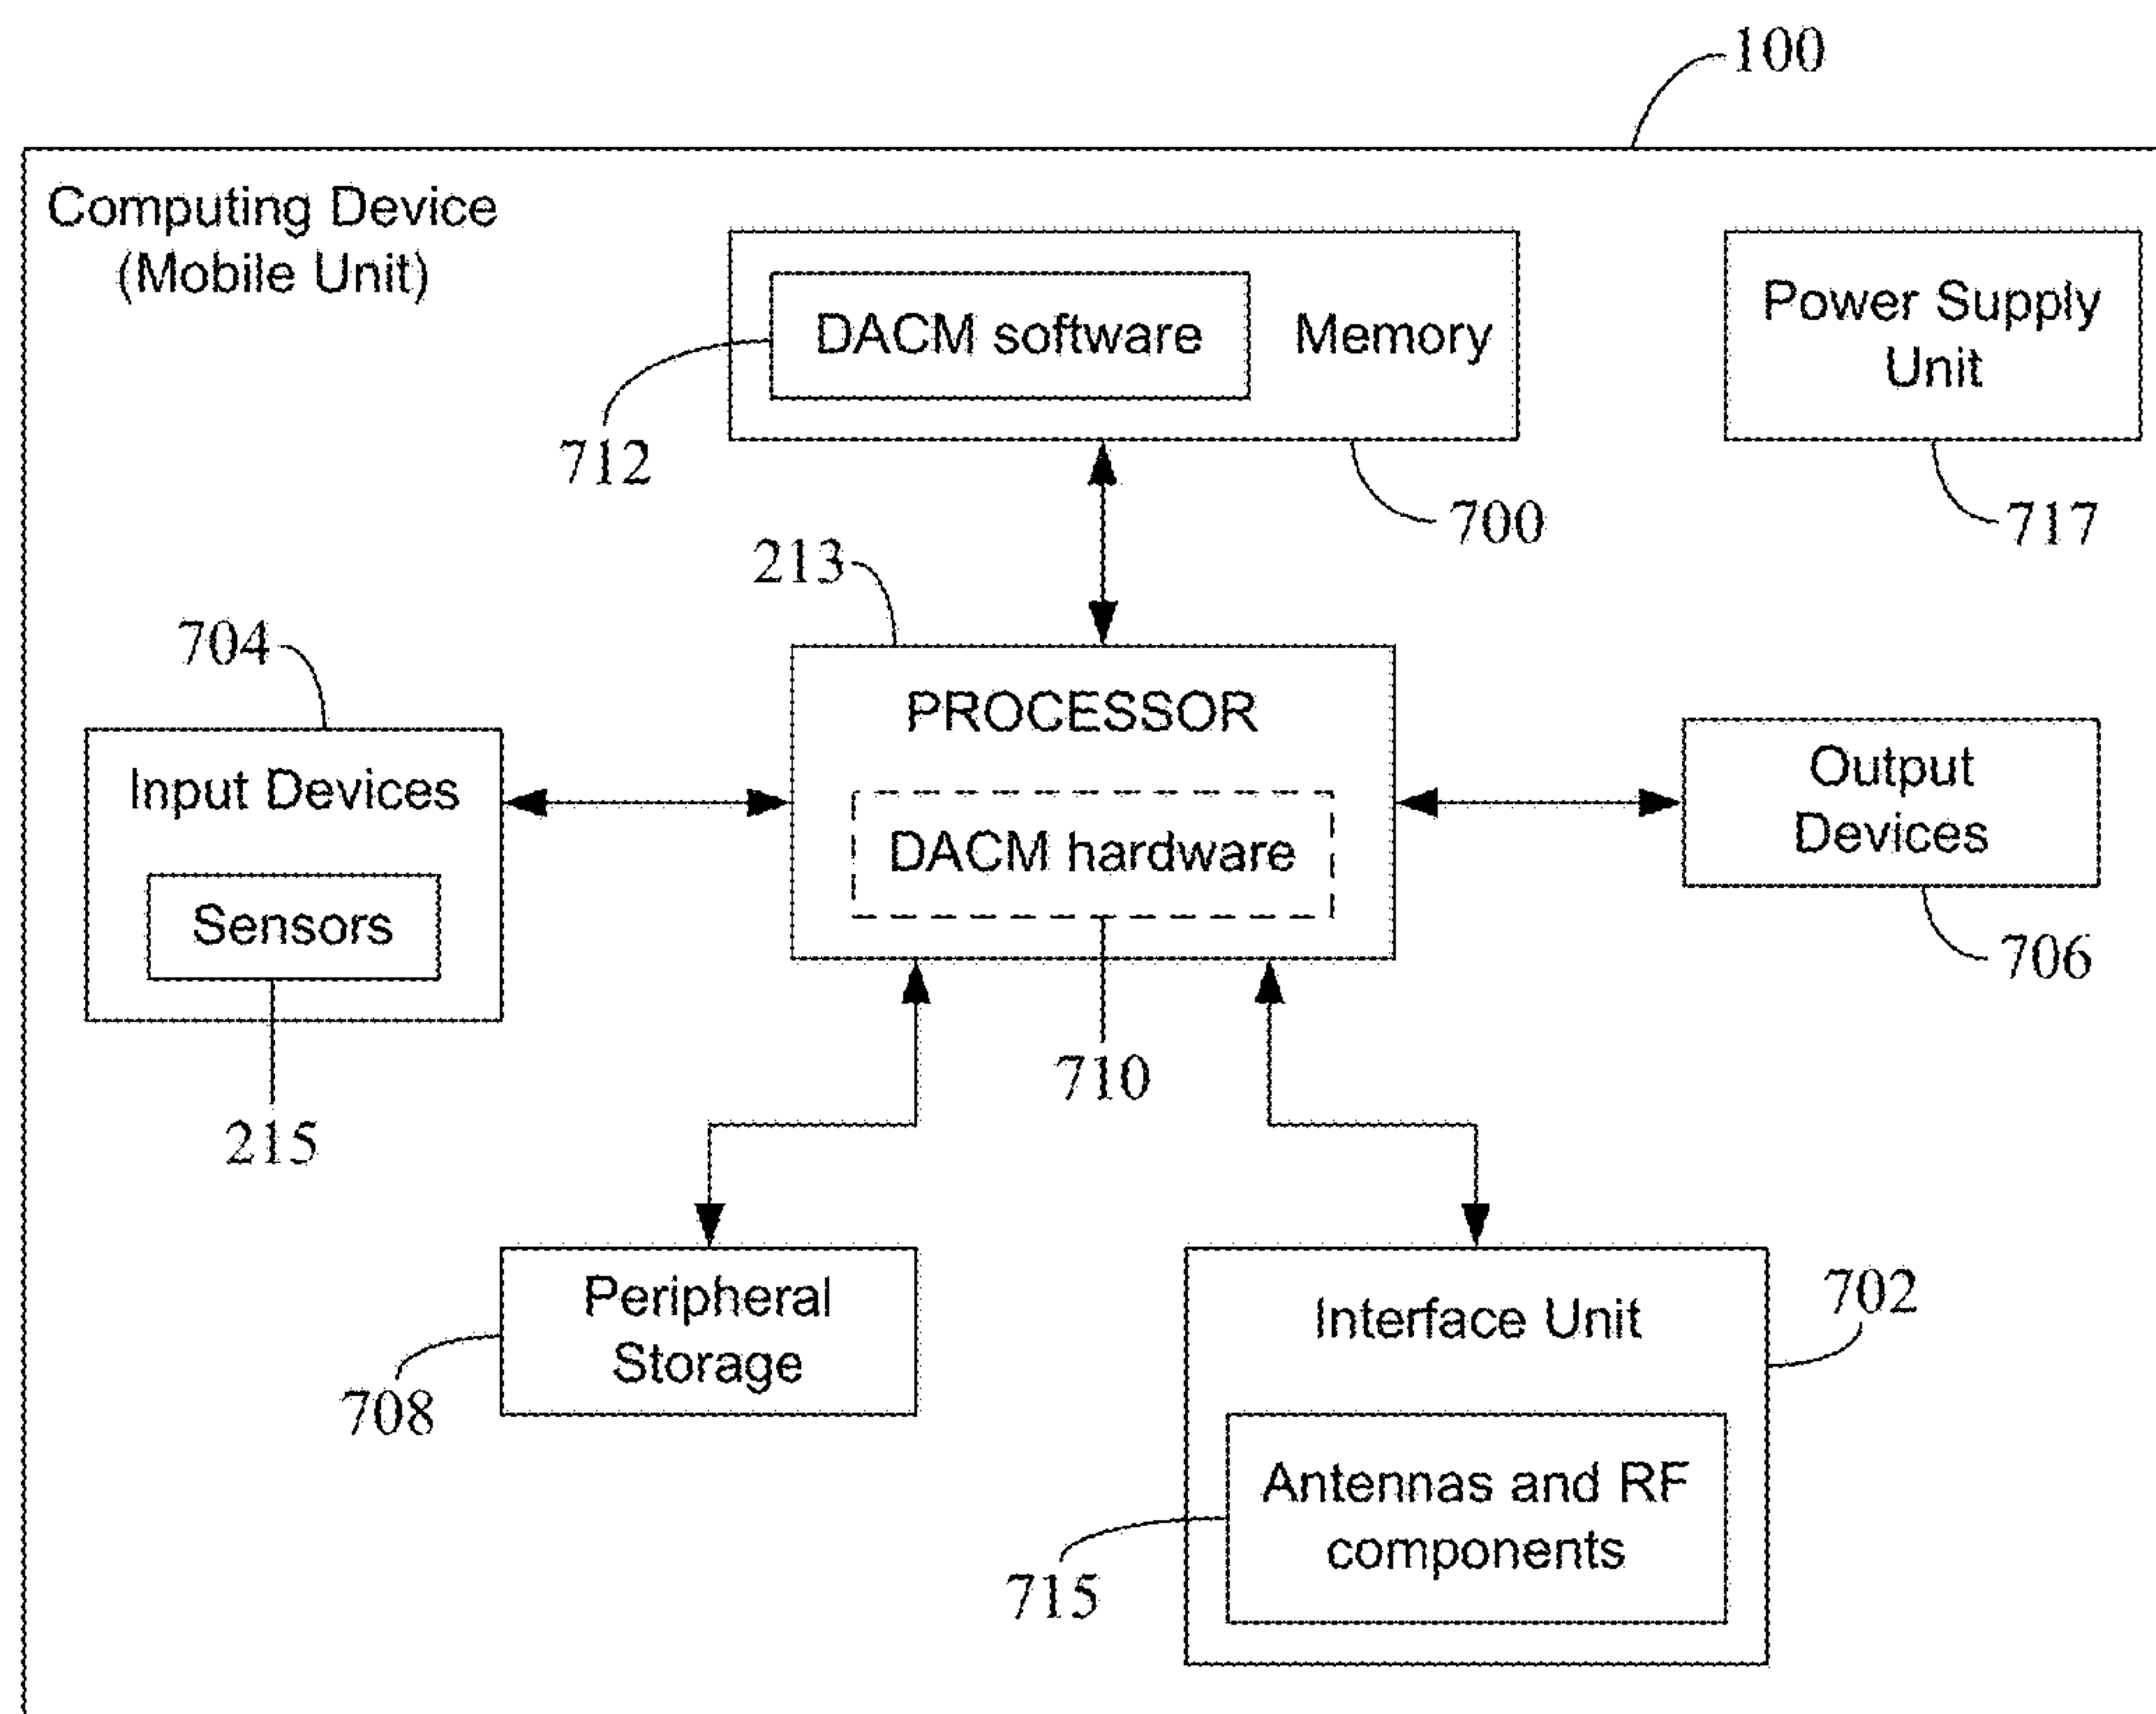 100
Computing Device
(Mobile Unit)
DACM software
Memory
Power Supply
Unit
712
700
717
213
704
PROCESSOR
Input Devices
Output
Devices
DACM hardware
Sensors
706
710
215
Peripheral
Storage
Interface Unit
702
708
Antennas and RF
components
715